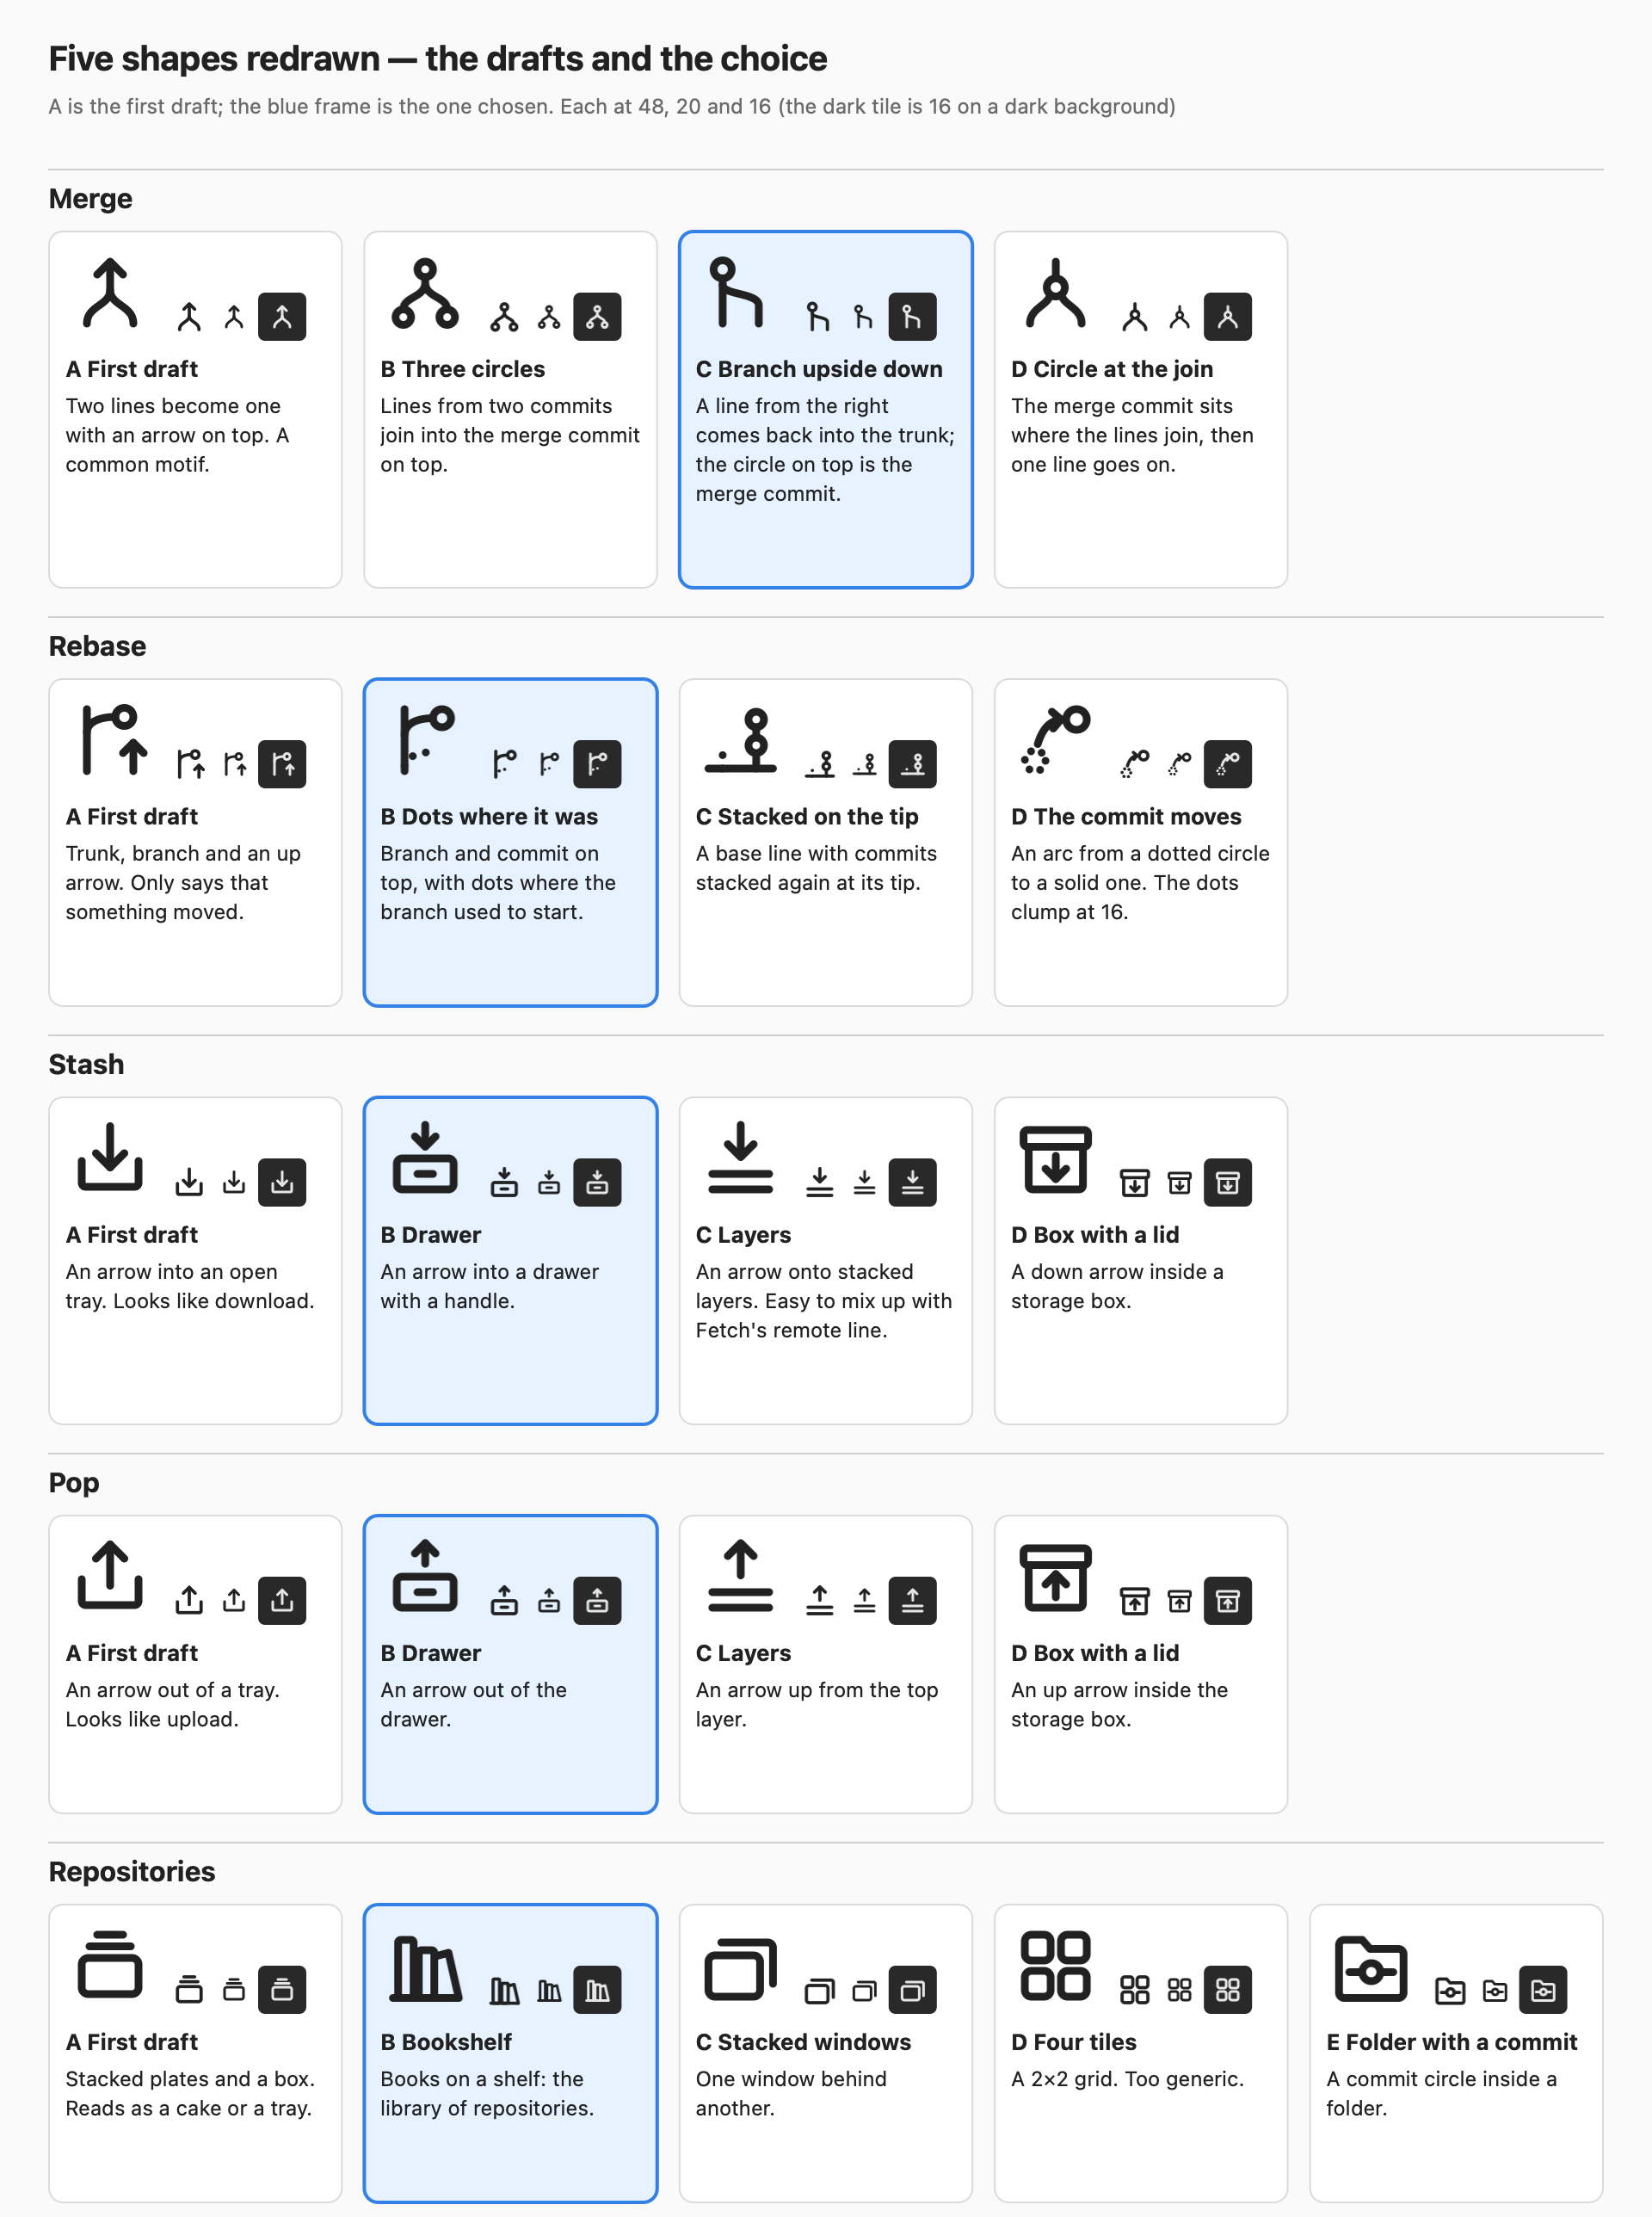 Five shapes redrawn — the drafts and the choice
A is the first draft; the blue frame is the one chosen. Each at 48, 20 and 16 (the dark tile is 16 on a dark background)
Merge
A First draft
Two lines become one
with an arrow on top. A
common motif.
B Three circles
Lines from two commits
join into the merge commit
on top.
C Branch upside down
A line from the right
comes back into the trunk;
the circle on top is the
merge commit.
D Circle at the join
The merge commit sits
where the lines join, then
one line goes on.
Rebase
A First draft
Trunk, branch and an up
arrow. Only says that
something moved.
B Dots where it was
Branch and commit on
top, with dots where the
branch used to start.
C Stacked on the tip
A base line with commits
stacked again at its tip.
D The commit moves
An arc from a dotted circle
to a solid one. The dots
clump at 16.
Stash
A First draft
An arrow into an open
tray. Looks like download.
B Drawer
An arrow into a drawer
with a handle.
C Layers
An arrow onto stacked
layers. Easy to mix up with
Fetch's remote line.
D Box with a lid
A down arrow inside a
storage box.
Pop
A First draft
An arrow out of a tray.
Looks like upload.
B Drawer
An arrow out of the
drawer.
C Layers
An arrow up from the top
layer.
D Box with a lid
An up arrow inside the
storage box.
Repositories
A First draft
Stacked plates and a box.
Reads as a cake or a tray.
B Bookshelf
Books on a shelf: the
library of repositories.
C Stacked windows
One window behind
another.
D Four tiles
A 2×2 grid. Too generic.
E Folder with a commit
A commit circle inside a
folder.